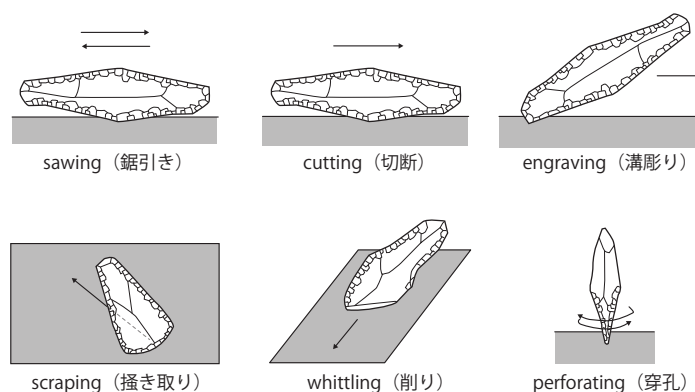 sawing（鋸引き）
cutting（切断）
engraving（溝彫り）
scraping（掻き取り）
whittling（削り）
perforating（穿孔）